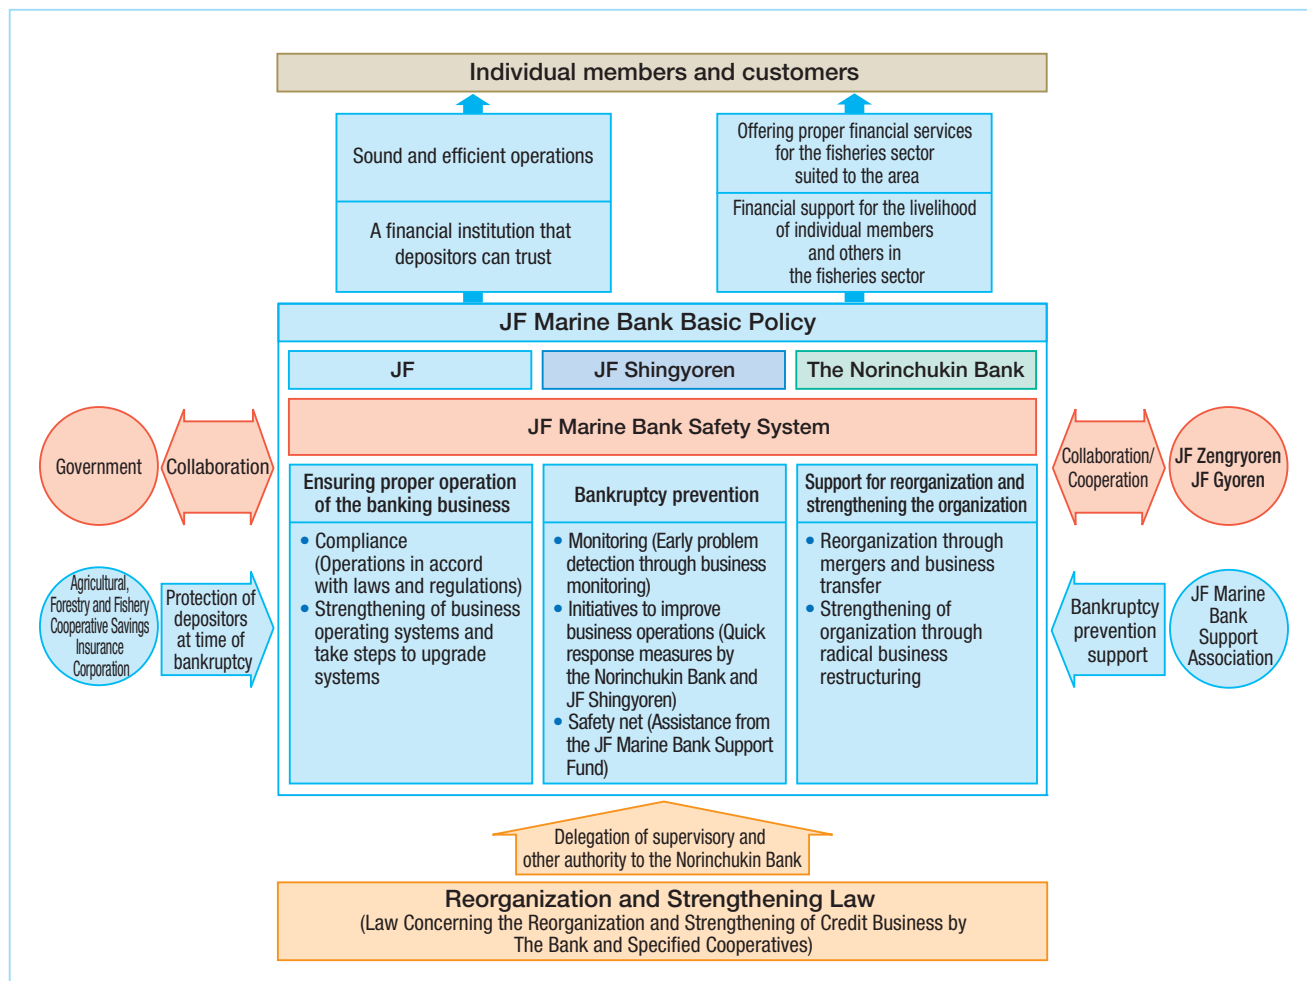 Individual members and customers
Sound and efficient operations
A financial institution that
depositors can trust
Offering proper financial services
for the fisheries sector
suited to the area
Financial support for the livelihood
of individual members
and others in
the fisheries sector
JF Marine Bank Basic Policy
JF
JF Shingyoren
The Norinchukin Bank
JF Marine Bank Safety System
Government
Collaboration
Collaboration/
Cooperation
JF Zengryoren
JF Gyoren
Ensuring proper operation
of the banking business
• Compliance
(Operations in accord
with laws and regulations)
• Strengthening of business
operating systems and
take steps to upgrade
systems
Bankruptcy prevention
• Monitoring (Early problem
detection through business
monitoring)
• Initiatives to improve
business operations (Quick
response measures by
the Norinchukin Bank and
JF Shingyoren)
• Safety net (Assistance from
the JF Marine Bank Support
Fund)
Support for reorganization and
strengthening the organization
• Reorganization through
mergers and business
transfer
• Strengthening of
organization through
radical business
restructuring
Agricultural,
Forestry and Fishery
Cooperative Savings
Insurance
Corporation
Protection of
depositors
at time of
bankruptcy
Bankruptcy
prevention
support
JF Marine
Bank
Support
Association
Delegation of supervisory and
other authority to the Norinchukin Bank
Reorganization and Strengthening Law
(Law Concerning the Reorganization and Strengthening of Credit Business by
The Bank and Specified Cooperatives)